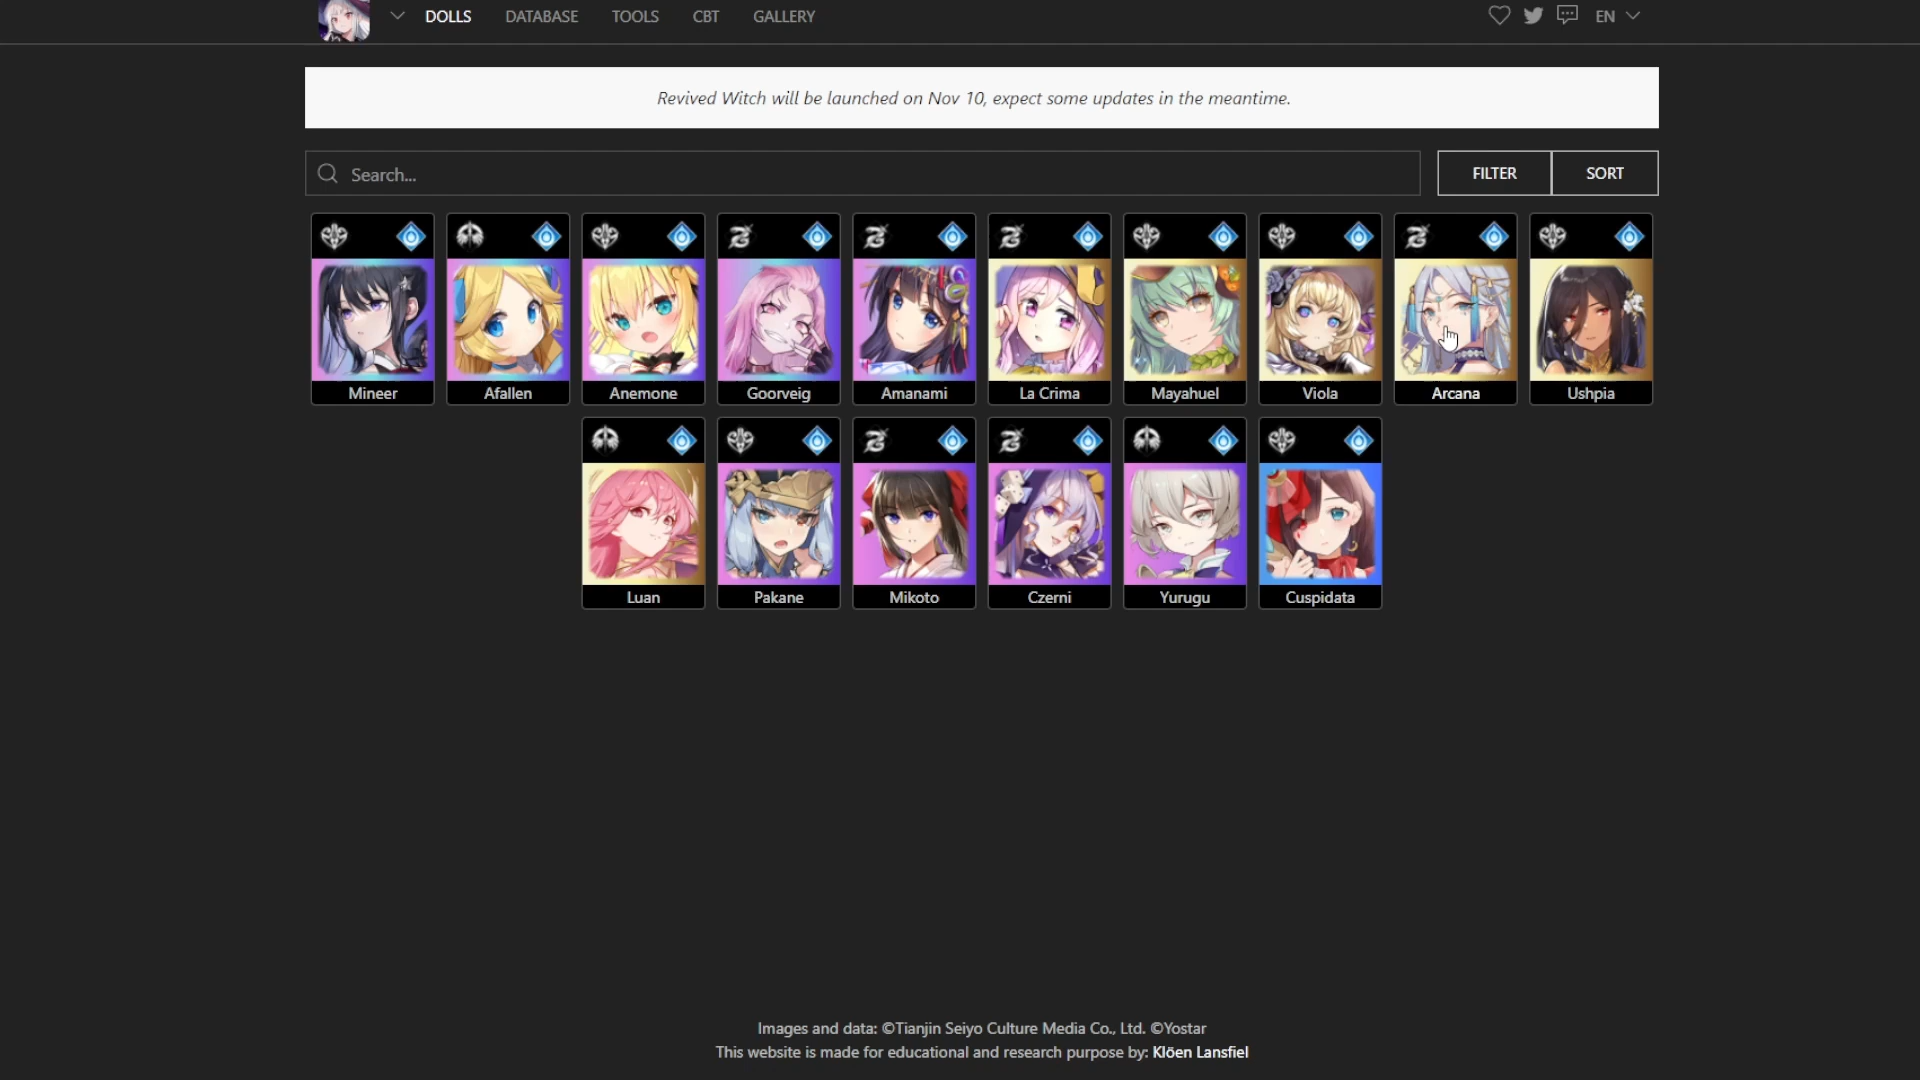 DOLLS DATABASE TOOLS CBT GALLERY EN
Revived Witch will be launched on Nov 10, expect some updates in the meantime.
Search...
FILTER SORT
Mineer Afallen Anemone Goorveig Amanami La Crima Mayahuel Viola Arcana Ushpia
Luan Pakane Mikoto Czerni Yurugu Cuspidata
Images and data: ©Tianjin Seiyo Culture Media Co., Ltd. ©Yostar
This website is made for educational and research purpose by: Klöen Lansfiel